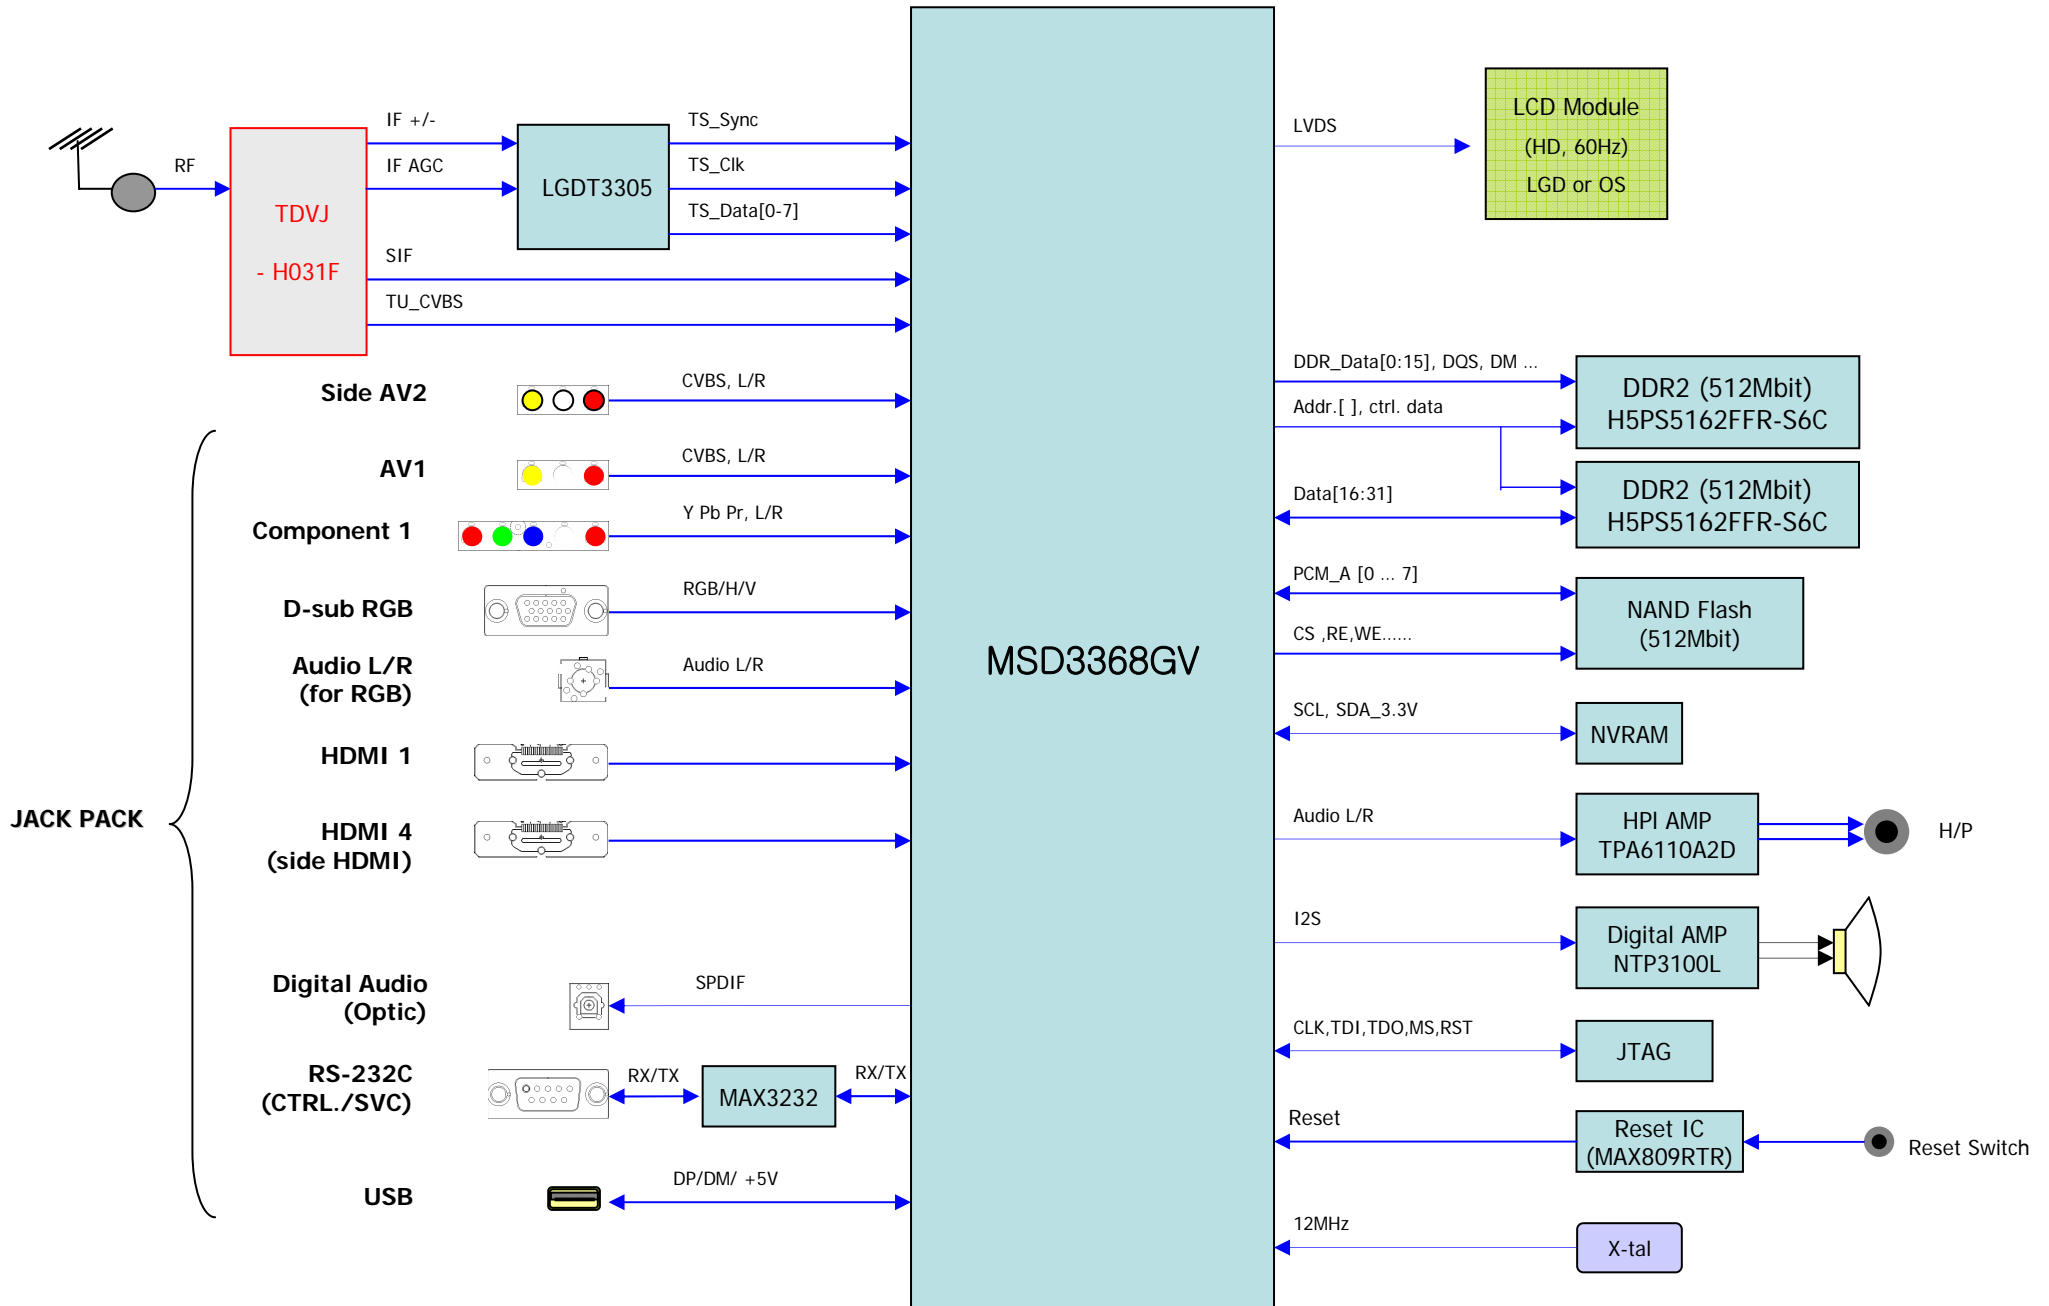 RF
TDVJ
- H031F
IF +/-
IF AGC
LGDT3305
TS_Sync
TS_Clk
TS_Data[0-7]
SIF
TU_CVBS
Side AV2
CVBS, L/R
AV1
CVBS, L/R
Component 1
Y Pb Pr, L/R
D-sub RGB
RGB/H/V
Audio L/R
(for RGB)
Audio L/R
HDMI 1
JACK PACK
HDMI 4
(side HDMI)
Digital Audio
(Optic)
SPDIF
RS-232C
(CTRL./SVC)
RX/TX
MAX3232
RX/TX
USB
DP/DM/ +5V
MSD3368GV
LVDS
LCD Module
(HD, 60Hz)
LGD or OS
DDR_Data[0:15], DQS, DM ...
Addr.[ ], ctrl. data
DDR2 (512Mbit)
H5PS5162FFR-S6C
Data[16:31]
DDR2 (512Mbit)
H5PS5162FFR-S6C
PCM_A [0 ... 7]
CS ,RE,WE......
NAND Flash
(512Mbit)
SCL, SDA_3.3V
NVRAM
Audio L/R
HPI AMP
TPA6110A2D
H/P
I2S
Digital AMP
NTP3100L
CLK,TDI,TDO,MS,RST
JTAG
Reset
Reset IC
(MAX809RTR)
Reset Switch
12MHz
X-tal